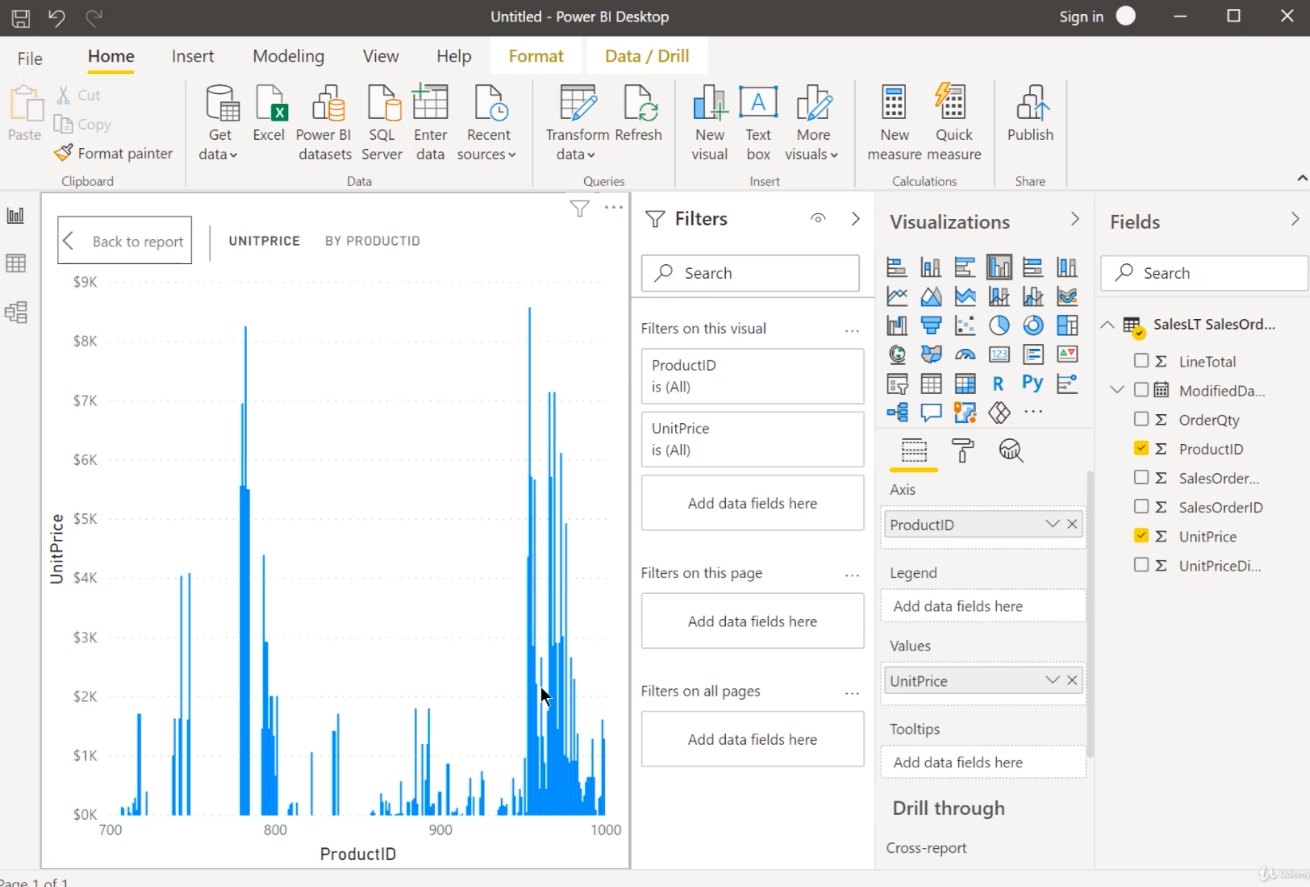 Untitled - Power BI Desktop
Sign in
File
Home
Insert
Modeling
View
Help
Format
Data / Drill
Paste
Cut
Copy
Format painter
Clipboard
Get data
Excel
Power BI datasets
SQL Server
Enter data
Recent sources
Data
Transform data
Refresh
Queries
New visual
Text box
More visuals
Insert
New measure
Quick measure
Calculations
Publish
Share
Back to report
UNITPRICE
BY PRODUCTID
$9K
$8K
$7K
$6K
$5K
$4K
$3K
$2K
$1K
$0K
UnitPrice
700
800
900
1000
ProductID
Filters
Search
Filters on this visual
ProductID
is (All)
UnitPrice
is (All)
Add data fields here
Filters on this page
Add data fields here
Filters on all pages
Add data fields here
Visualizations
123
R
Py
Axis
ProductID
Legend
Add data fields here
Values
UnitPrice
Tooltips
Add data fields here
Drill through
Cross-report
Fields
Search
SalesLT SalesOrd...
LineTotal
ModifiedDa...
OrderQty
ProductID
SalesOrder...
SalesOrderID
UnitPrice
UnitPriceDi...
Page 1 of 1
Udemy